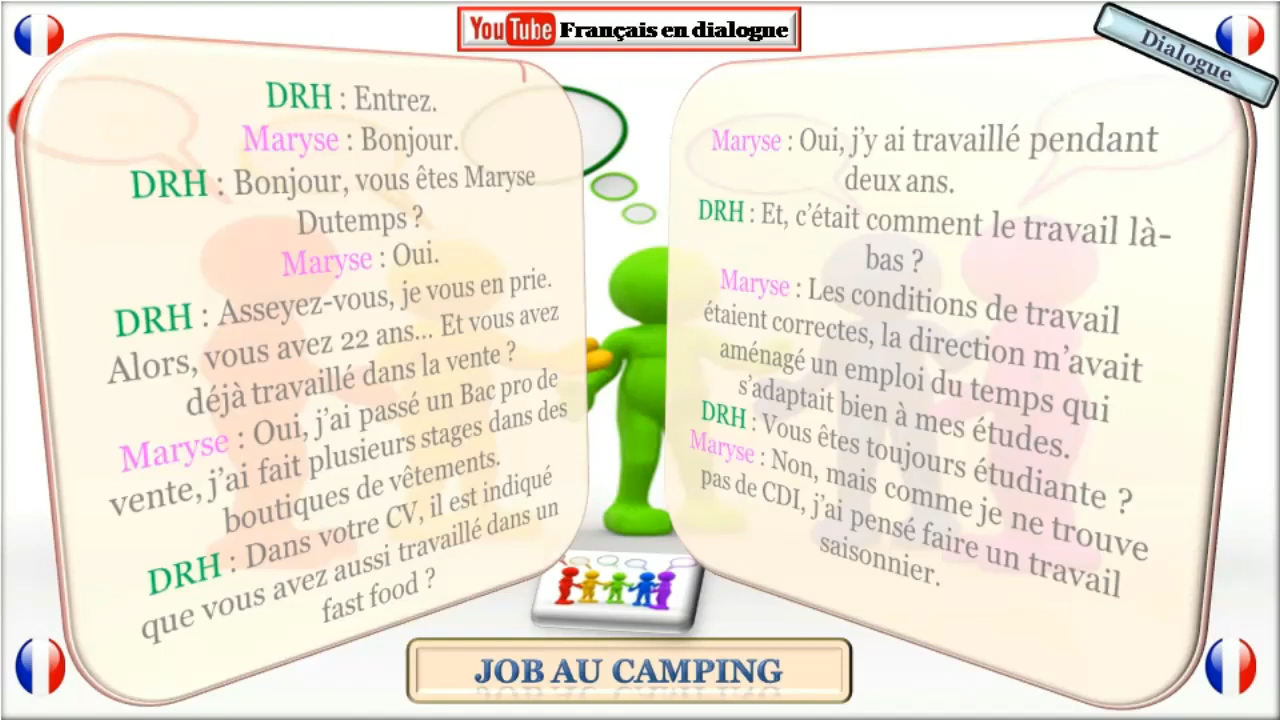 YouTube Français en dialogue
Dialogue
DRH : Entrez.
Maryse : Bonjour.
DRH : Bonjour, vous êtes Maryse
Dutemps ?
Maryse : Oui.
DRH : Asseyez-vous, je vous en prie.
Alors, vous avez 22 ans... Et vous avez
déjà travaillé dans la vente ?
Maryse : Oui, j'ai passé un Bac pro de
vente, j'ai fait plusieurs stages dans des
boutiques de vêtements.
DRH : Dans votre CV, il est indiqué
que vous avez aussi travaillé dans un
fast food ?
Maryse : Oui, j'y ai travaillé pendant
deux ans.
DRH : Et, c'était comment le travail là-
bas ?
Maryse : Les conditions de travail
étaient correctes, la direction m'avait
aménagé un emploi du temps qui
s'adaptait bien à mes études.
DRH : Vous êtes toujours étudiante ?
Maryse : Non, mais comme je ne trouve
pas de CDI, j'ai pensé faire un travail
saisonnier.
JOB AU CAMPING